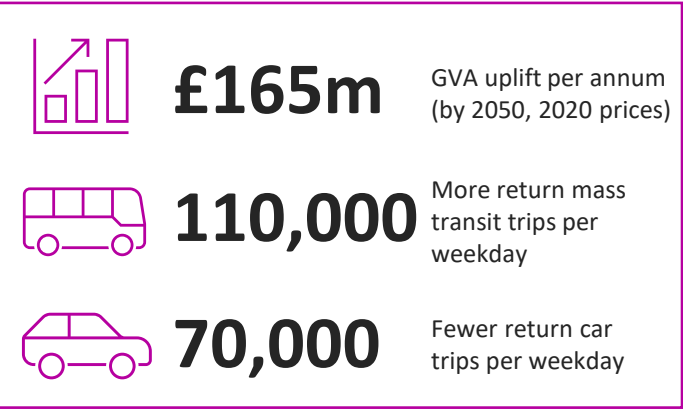 £165m
GVA uplift per annum
(by 2050, 2020 prices)
110,000
More return mass
transit trips per
weekday
70,000
Fewer return car
trips per weekday